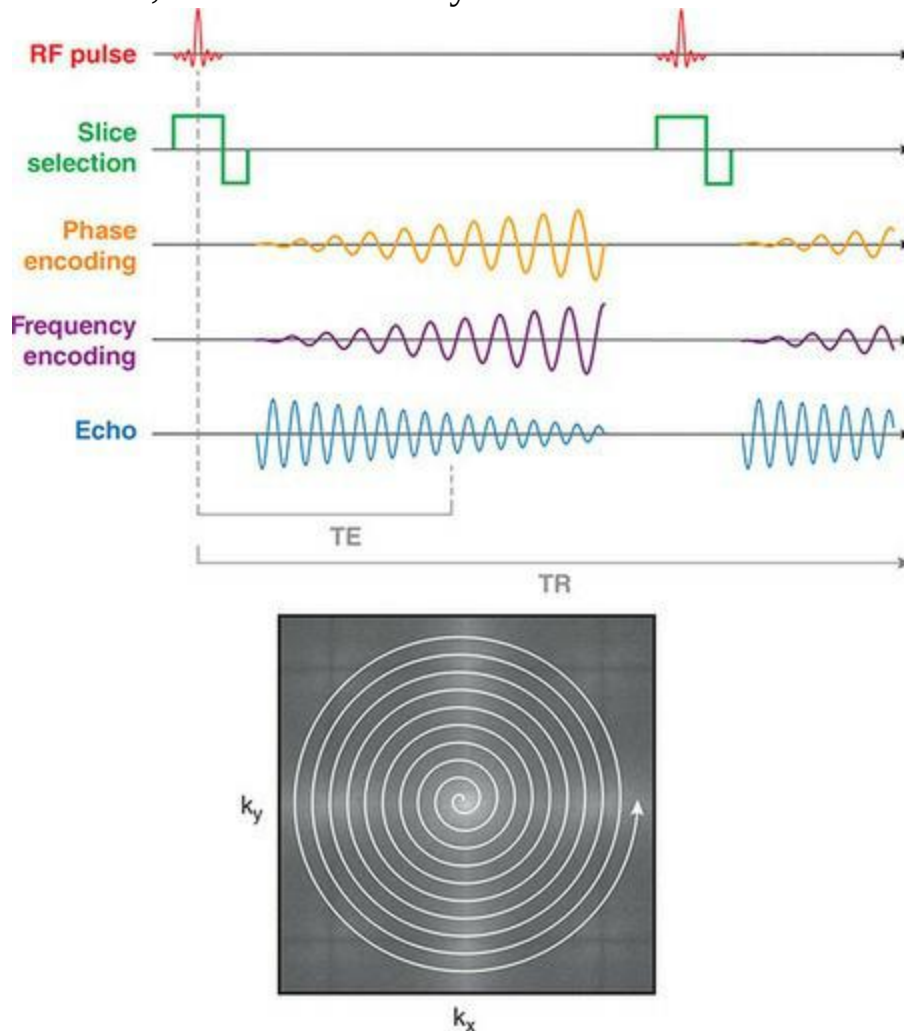 RF pulse
Slice
selection
Phase
encoding
Frequency
encoding
Echo
TE
TR
ky
kx